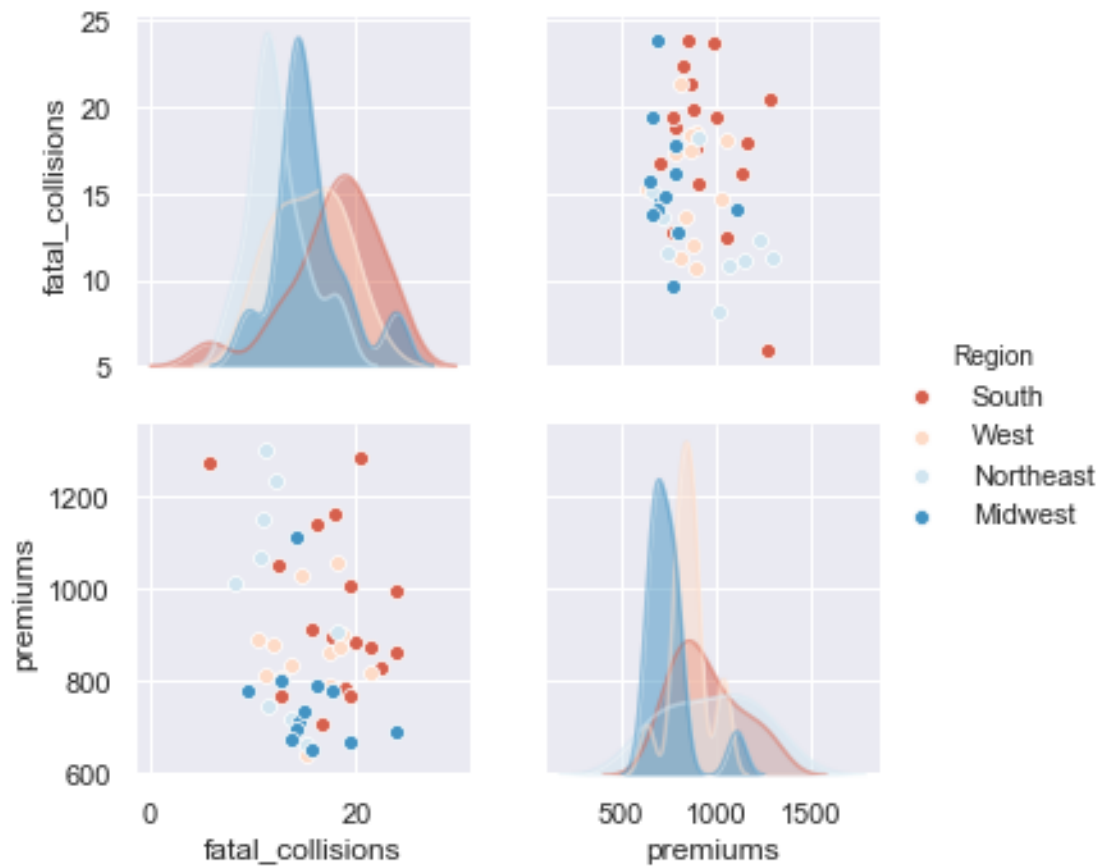 25
20
15
10
5
fatal_collisions
Region
South
West
Northeast
Midwest
1200
1000
800
600
premiums
0 20
fatal_collisions
500 1000 1500
premiums